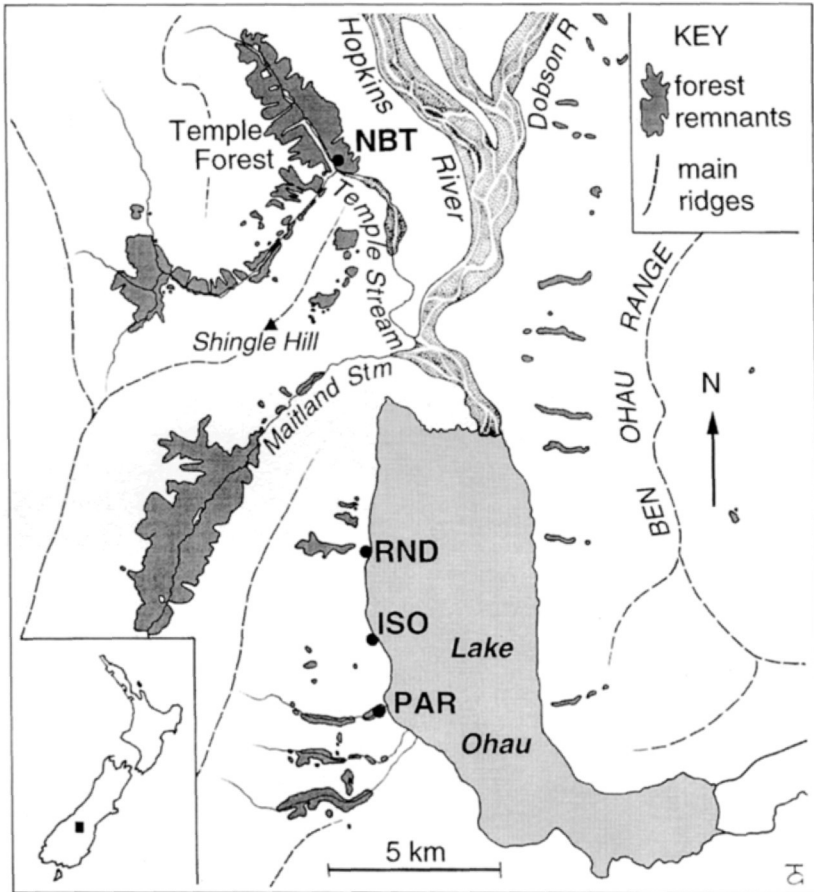 Hopkins
River
Dobson R
KEY
forest
remnants
main
ridges
Temple
Forest
NBT
Temple Stream
Shingle Hill
Maitland Stm
BEN OHAU RANGE
N
RND
ISO
PAR
Lake
Ohau
5 km